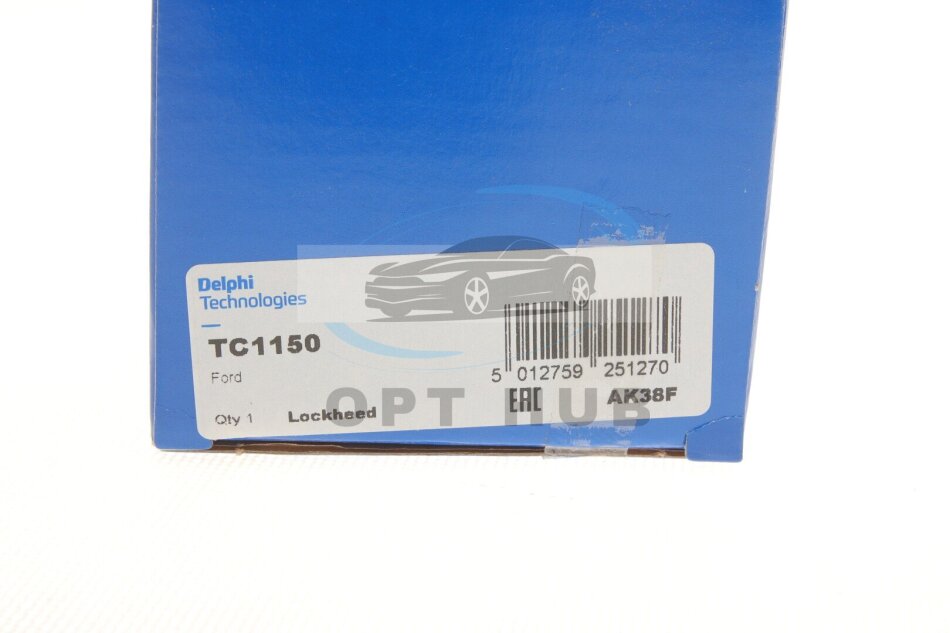 Delphi
Technologies
TC1150
Ford
Qty 1 Lockheed
5 012759 251270
EAC AK38F
OPT HUB